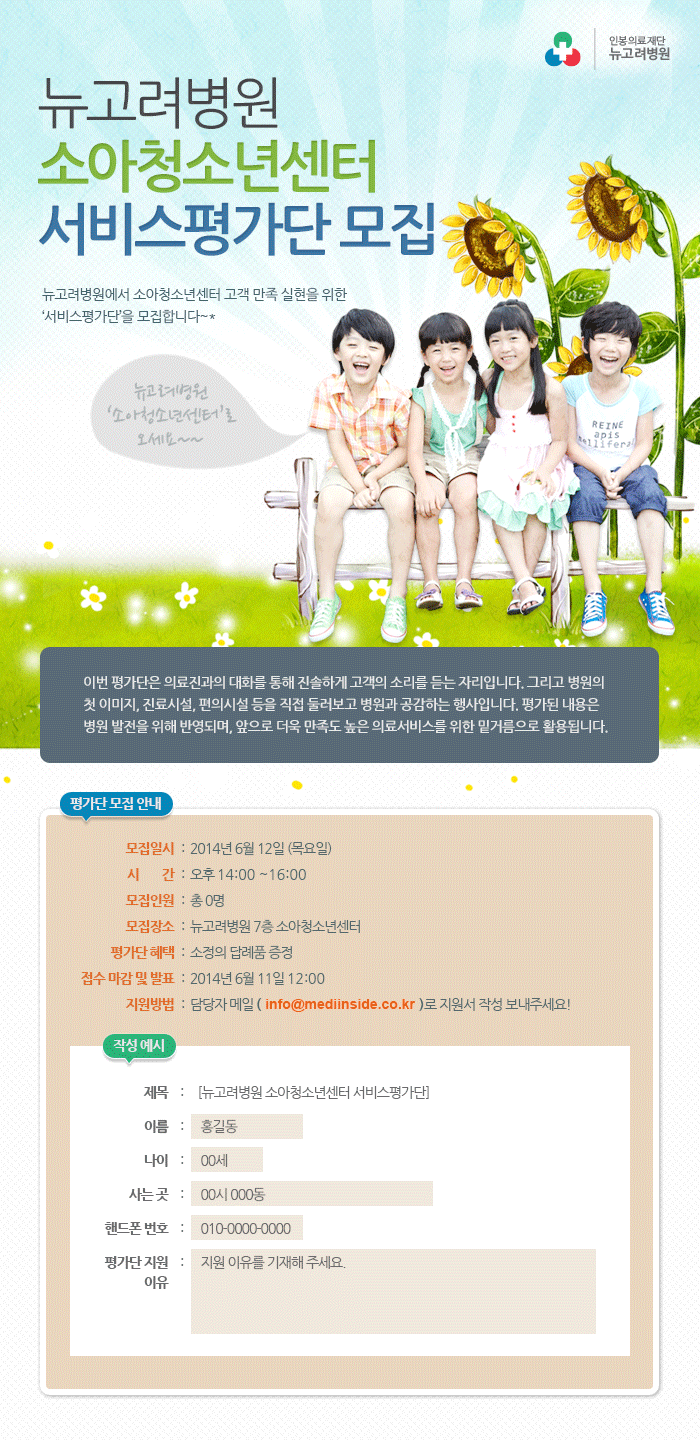 인봉의료재단
뉴고려병원
뉴고려병원
소아청소년센터
서비스평가단 모집
뉴고려병원에서 소아청소년센터 고객 만족 실현을 위한
‘서비스평가단’을 모집합니다~*
뉴고려병원
‘소아청소년센터’로
오세요~~
REINE
apis
mellifera
이번 평가단은 의료진과의 대화를 통해 진솔하게 고객의 소리를 듣는 자리입니다. 그리고 병원의
첫 이미지, 진료시설, 편의시설 등을 직접 둘러보고 병원과 공감하는 행사입니다. 평가된 내용은
병원 발전을 위해 반영되며, 앞으로 더욱 만족도 높은 의료서비스를 위한 밑거름으로 활용됩니다.
평가단 모집 안내
모집일시 : 2014년 6월 12일 (목요일)
시 간 : 오후 14:00 ~16:00
모집인원 : 총 0명
모집장소 : 뉴고려병원 7층 소아청소년센터
평가단 혜택 : 소정의 답례품 증정
접수 마감 및 발표 : 2014년 6월 11일 12:00
지원방법 : 담당자 메일 ( info@mediinside.co.kr )로 지원서 작성 보내주세요!
작성 예시
제목 : [뉴고려병원 소아청소년센터 서비스평가단]
이름 : 홍길동
나이 : 00세
사는 곳 : 00시 000동
핸드폰 번호 : 010-0000-0000
평가단 지원 : 지원 이유를 기재해 주세요.
이유